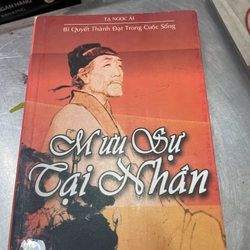 TẠ NGỌC ÁI
Bí Quyết Thành Đạt Trong Cuộc Sống
Mưu Sự
Tại Nhân